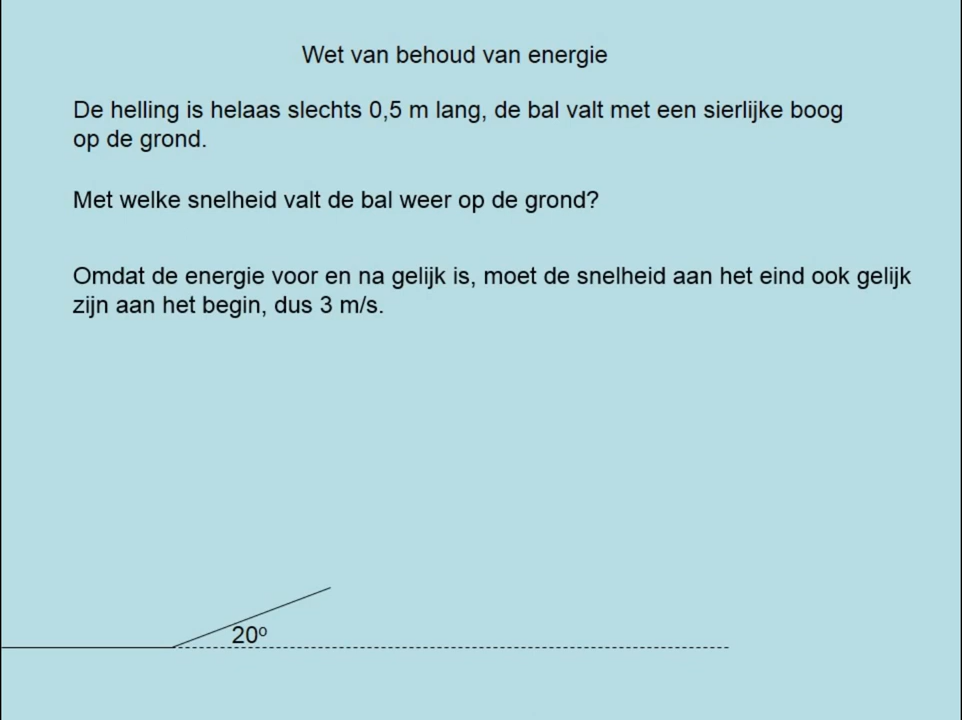 Wet van behoud van energie
De helling is helaas slechts 0,5 m lang, de bal valt met een sierlijke boog
op de grond.
Met welke snelheid valt de bal weer op de grond?
Omdat de energie voor en na gelijk is, moet de snelheid aan het eind ook gelijk
zijn aan het begin, dus 3 m/s.
20º